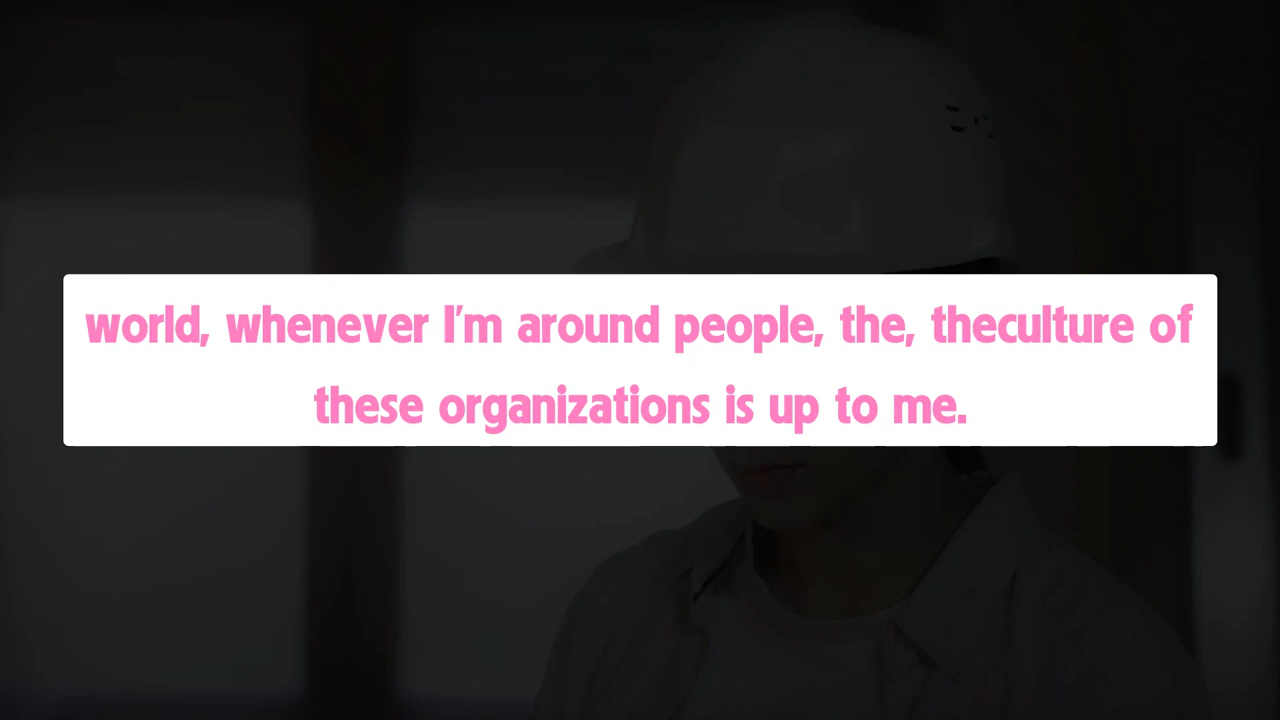 world, whenever I'm around people, the, theculture of
these organizations is up to me.